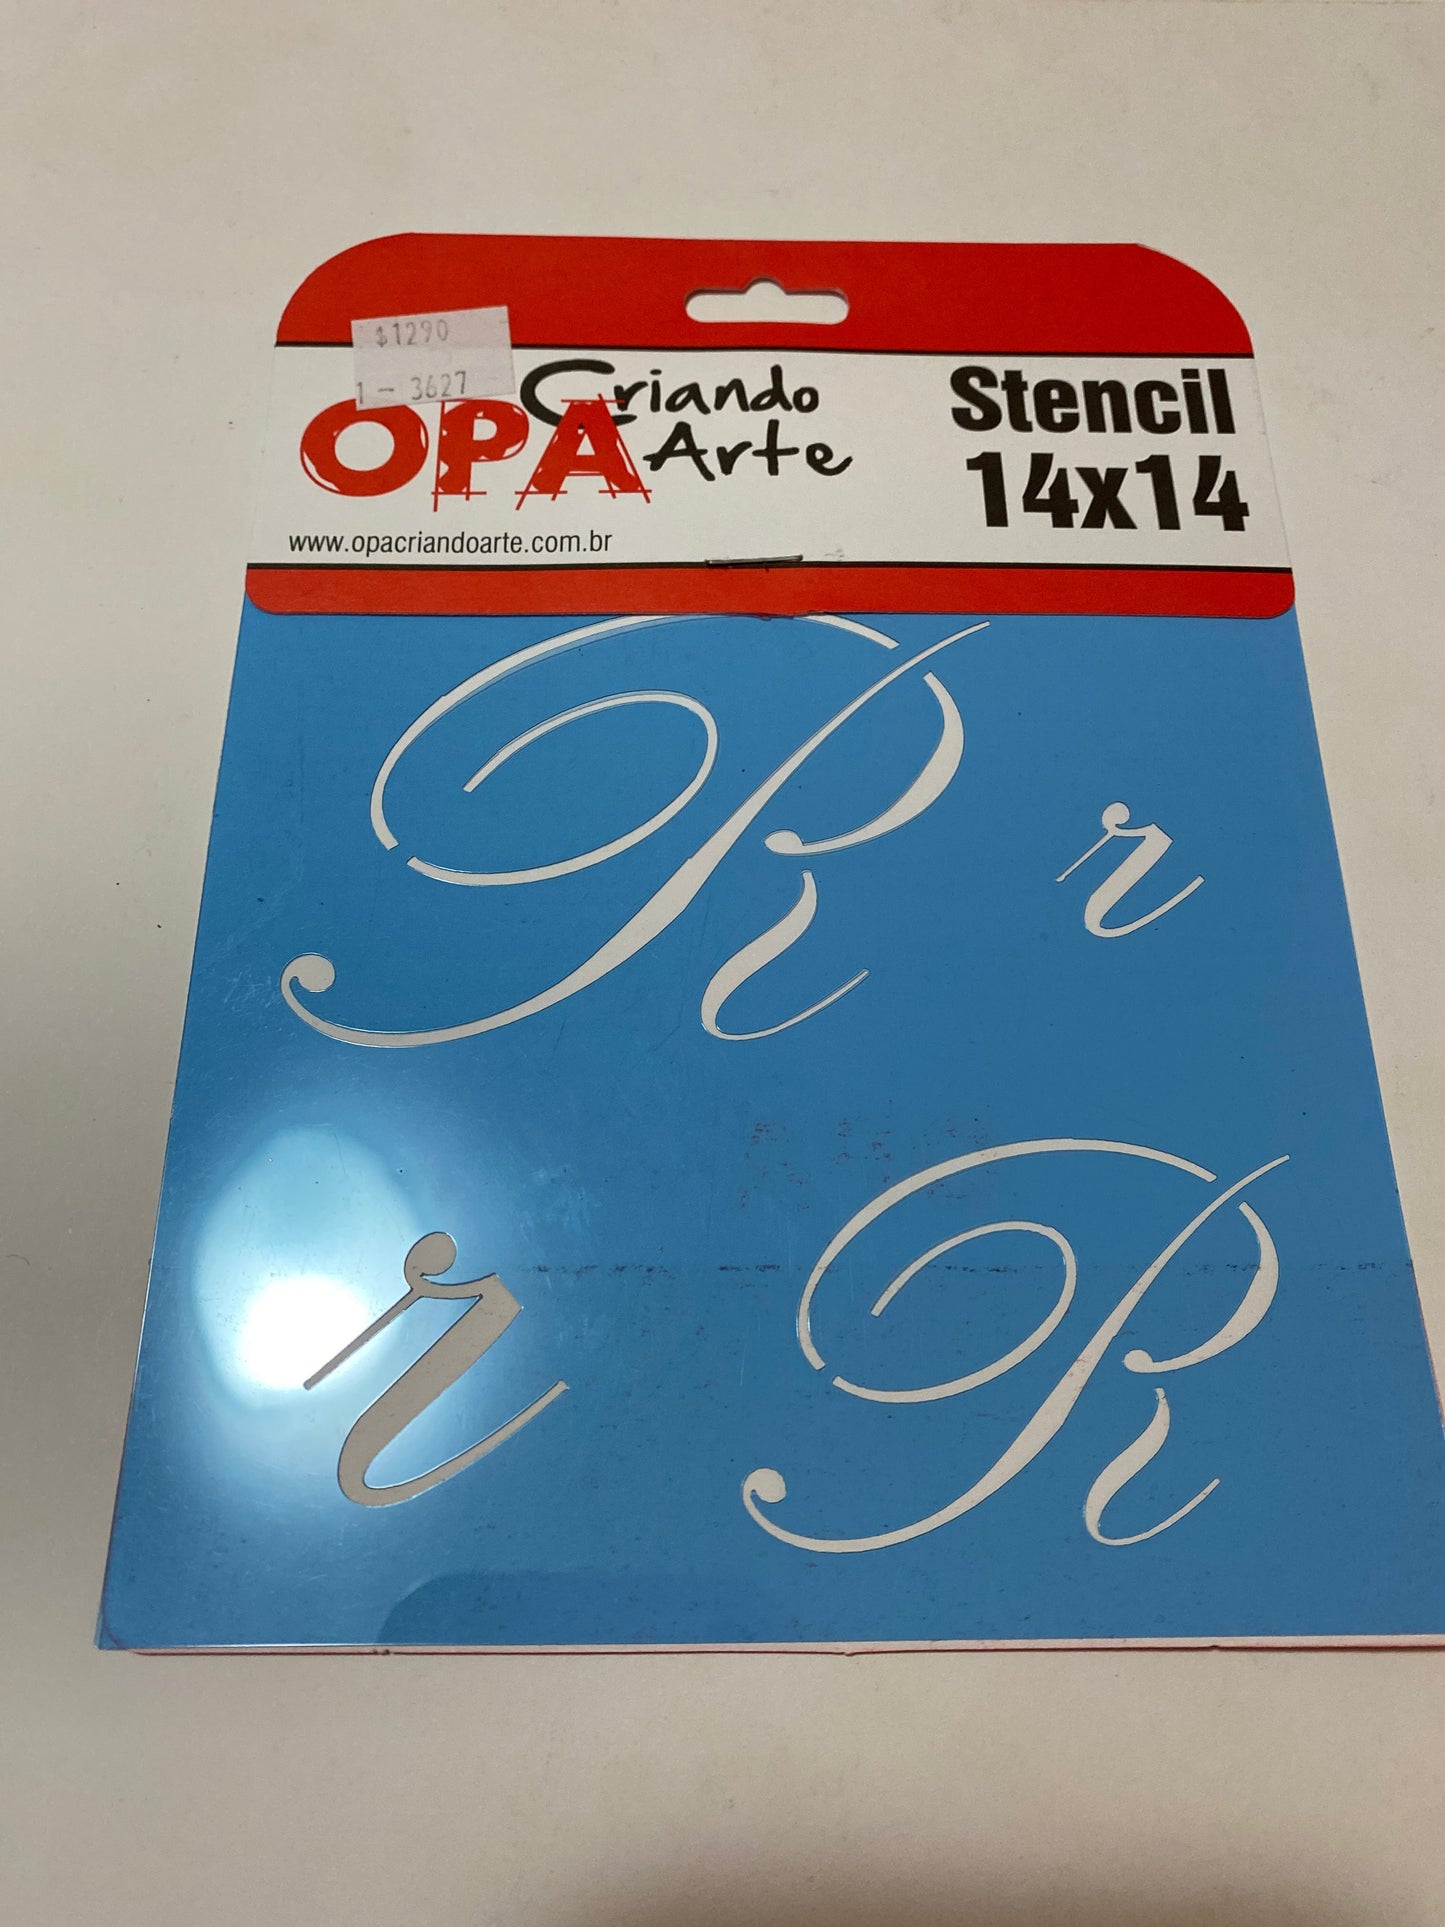 $1290
1 - 3627
OPA Criando
Arte
www.opacriandoarte.com.br
Stencil
14x14
R r
r R